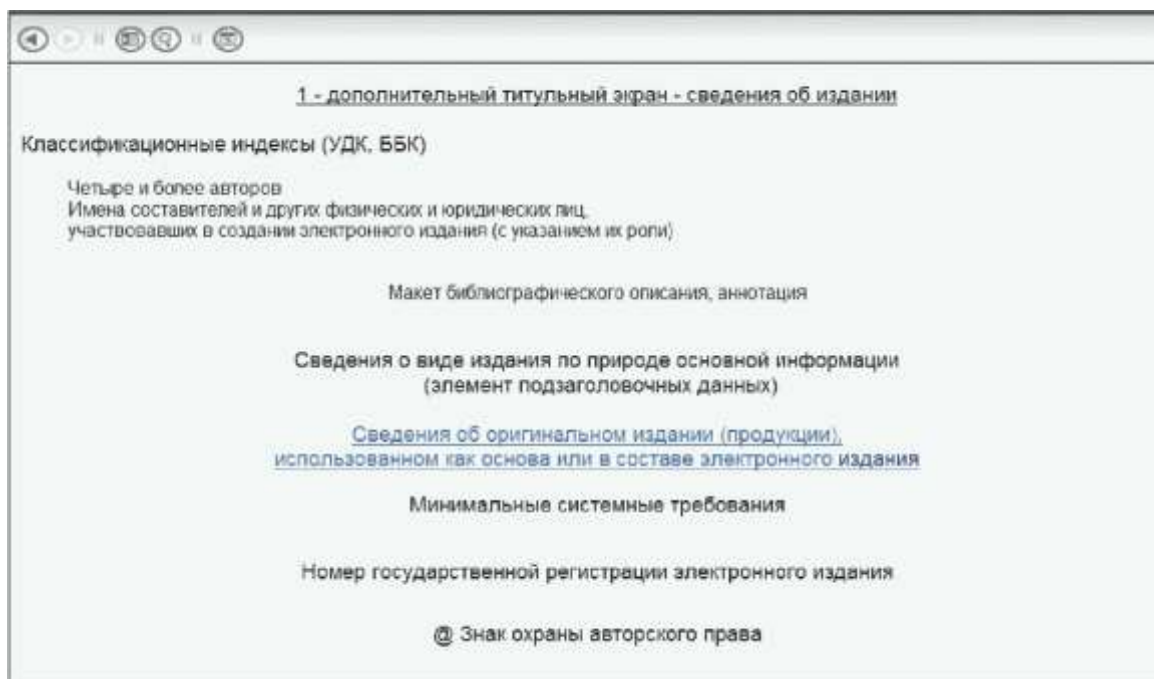 1 - дополнительный титульный экран - сведения об издании
Классификационные индексы (УДК, ББК)
Четыре и более авторов
Имена составителей и других физических и юридических лиц,
участвовавших в создании электронного издания (с указанием их роли)
Макет библиографического описания, аннотация
Сведения о виде издания по природе основной информации
(элемент подзаголовочных данных)
Сведения об оригинальном издании (продукции),
использованном как основа или в составе электронного издания
Минимальные системные требования
Номер государственной регистрации электронного издания
@ Знак охраны авторского права